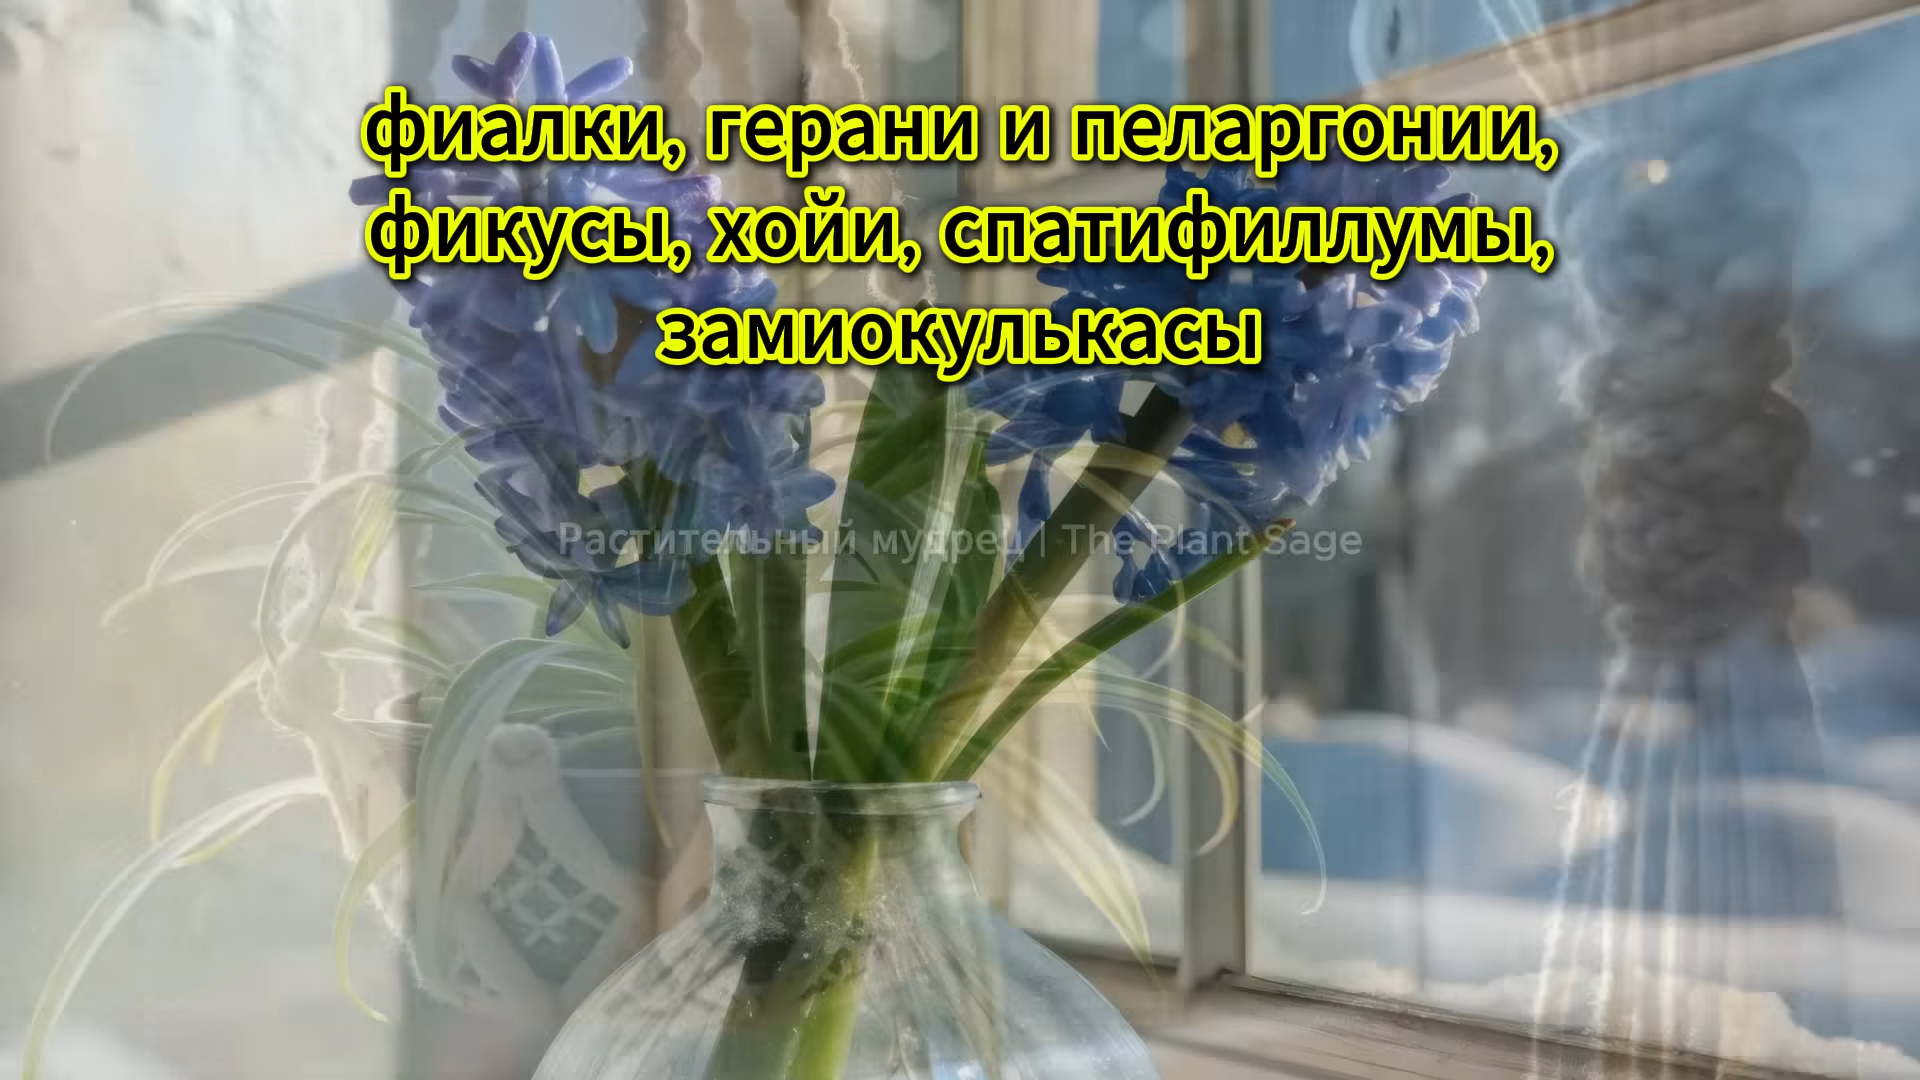 фиалки, герани и пеларгонии,
фикусы, хойи, спатифиллумы,
замиокулькасы
Растительный мудрец | The Plant Sage